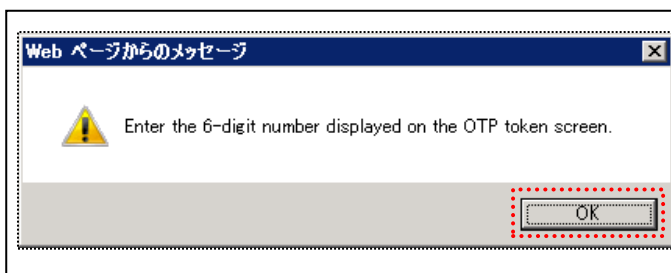 Web ページからのメッセージ
Enter the 6-digit number displayed on the OTP token screen.
OK